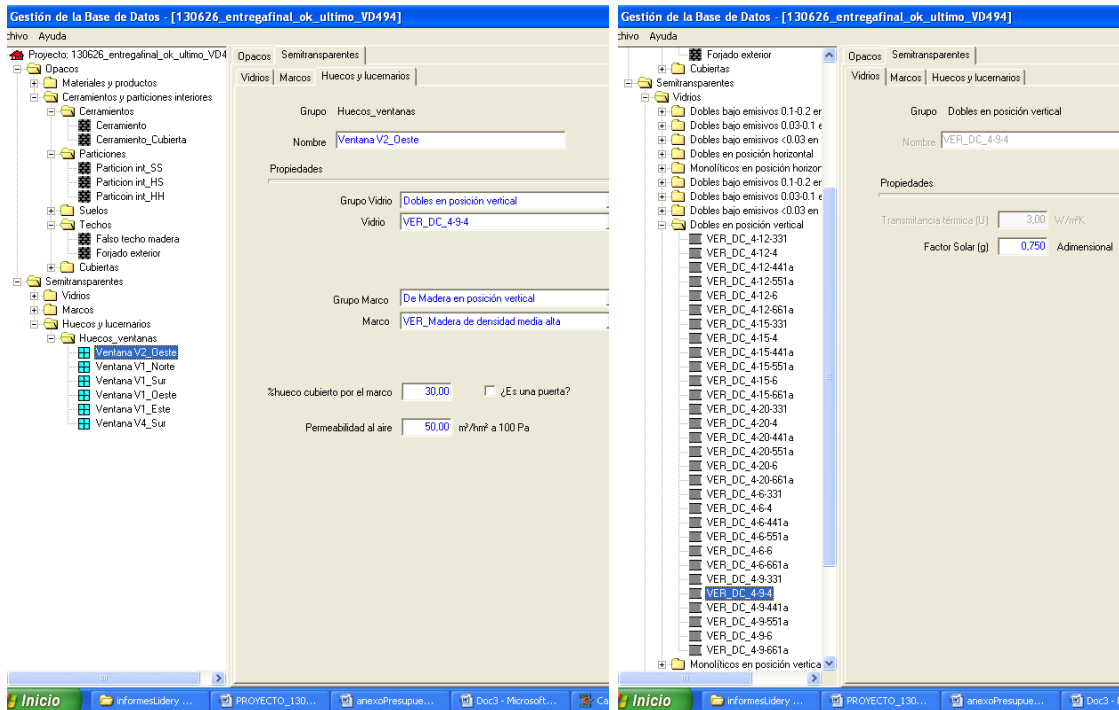 Gestión de la Base de Datos - [130626_entregafinal_ok_ultimo_VD494]
chivo Ayuda
Proyecto: 130626_entregafinal_ok_ultimo_VD4
Opacos
Materiales y productos
Cerramientos y particiones interiores
Cerramientos
Cerramiento
Cerramiento_Cubierta
Particiones
Particion int_SS
Particion int_HS
Particoin int_HH
Suelos
Techos
Falso techo madera
Forjado exterior
Cubiertas
Semitransparentes
Vidrios
Marcos
Huecos y lucernarios
Huecos_ventanas
Ventana V2_Oeste
Ventana V1_Norte
Ventana V1_Sur
Ventana V1_Oeste
Ventana V1_Este
Ventana V4_Sur
Opacos Semitransparentes
Vidrios Marcos Huecos y lucernarios
Grupo Huecos_ventanas
Nombre Ventana V2_Oeste
Propiedades
Grupo Vidrio Dobles en posición vertical
Vidrio VER_DC_4-9-4
Grupo Marco De Madera en posición vertical
Marco VER_Madera de densidad media alta
%hueco cubierto por el marco 30,00 ¿Es una puerta?
Permeabilidad al aire 50,00 m³/hm² a 100 Pa
Inicio informesLidery ... PROYECTO_130... anexoPresupue... Doc3 - Microsoft... Ca
Gestión de la Base de Datos - [130626_entregafinal_ok_ultimo_VD494]
chivo Ayuda
Forjado exterior
Cubiertas
Semitransparentes
Vidrios
Dobles bajo emisivos 0.1-0.2 er
Dobles bajo emisivos 0.03-0.1 e
Dobles bajo emisivos <0.03 en
Dobles en posición horizontal
Monolíticos en posición horizor
Dobles bajo emisivos 0.1-0.2 er
Dobles bajo emisivos 0.03-0.1 e
Dobles bajo emisivos <0.03 en
Dobles en posición vertical
VER_DC_4-12-331
VER_DC_4-12-4
VER_DC_4-12-441a
VER_DC_4-12-551a
VER_DC_4-12-6
VER_DC_4-12-661a
VER_DC_4-15-331
VER_DC_4-15-4
VER_DC_4-15-441a
VER_DC_4-15-551a
VER_DC_4-15-6
VER_DC_4-15-661a
VER_DC_4-20-331
VER_DC_4-20-4
VER_DC_4-20-441a
VER_DC_4-20-551a
VER_DC_4-20-6
VER_DC_4-20-661a
VER_DC_4-6-331
VER_DC_4-6-4
VER_DC_4-6-441a
VER_DC_4-6-551a
VER_DC_4-6-6
VER_DC_4-6-661a
VER_DC_4-9-331
VER_DC_4-9-4
VER_DC_4-9-441a
VER_DC_4-9-551a
VER_DC_4-9-6
VER_DC_4-9-661a
Monolíticos en posición vertica
Opacos Semitransparentes
Vidrios Marcos Huecos y lucernarios
Grupo Dobles en posición vertical
Nombre VER_DC_4-9-4
Propiedades
Transmitancia térmica (U) 3,00 W/m²K
Factor Solar (g) 0,750 Adimensional
Inicio informesLidery ... PROYECTO_130... anexoPresupue... Doc3 -